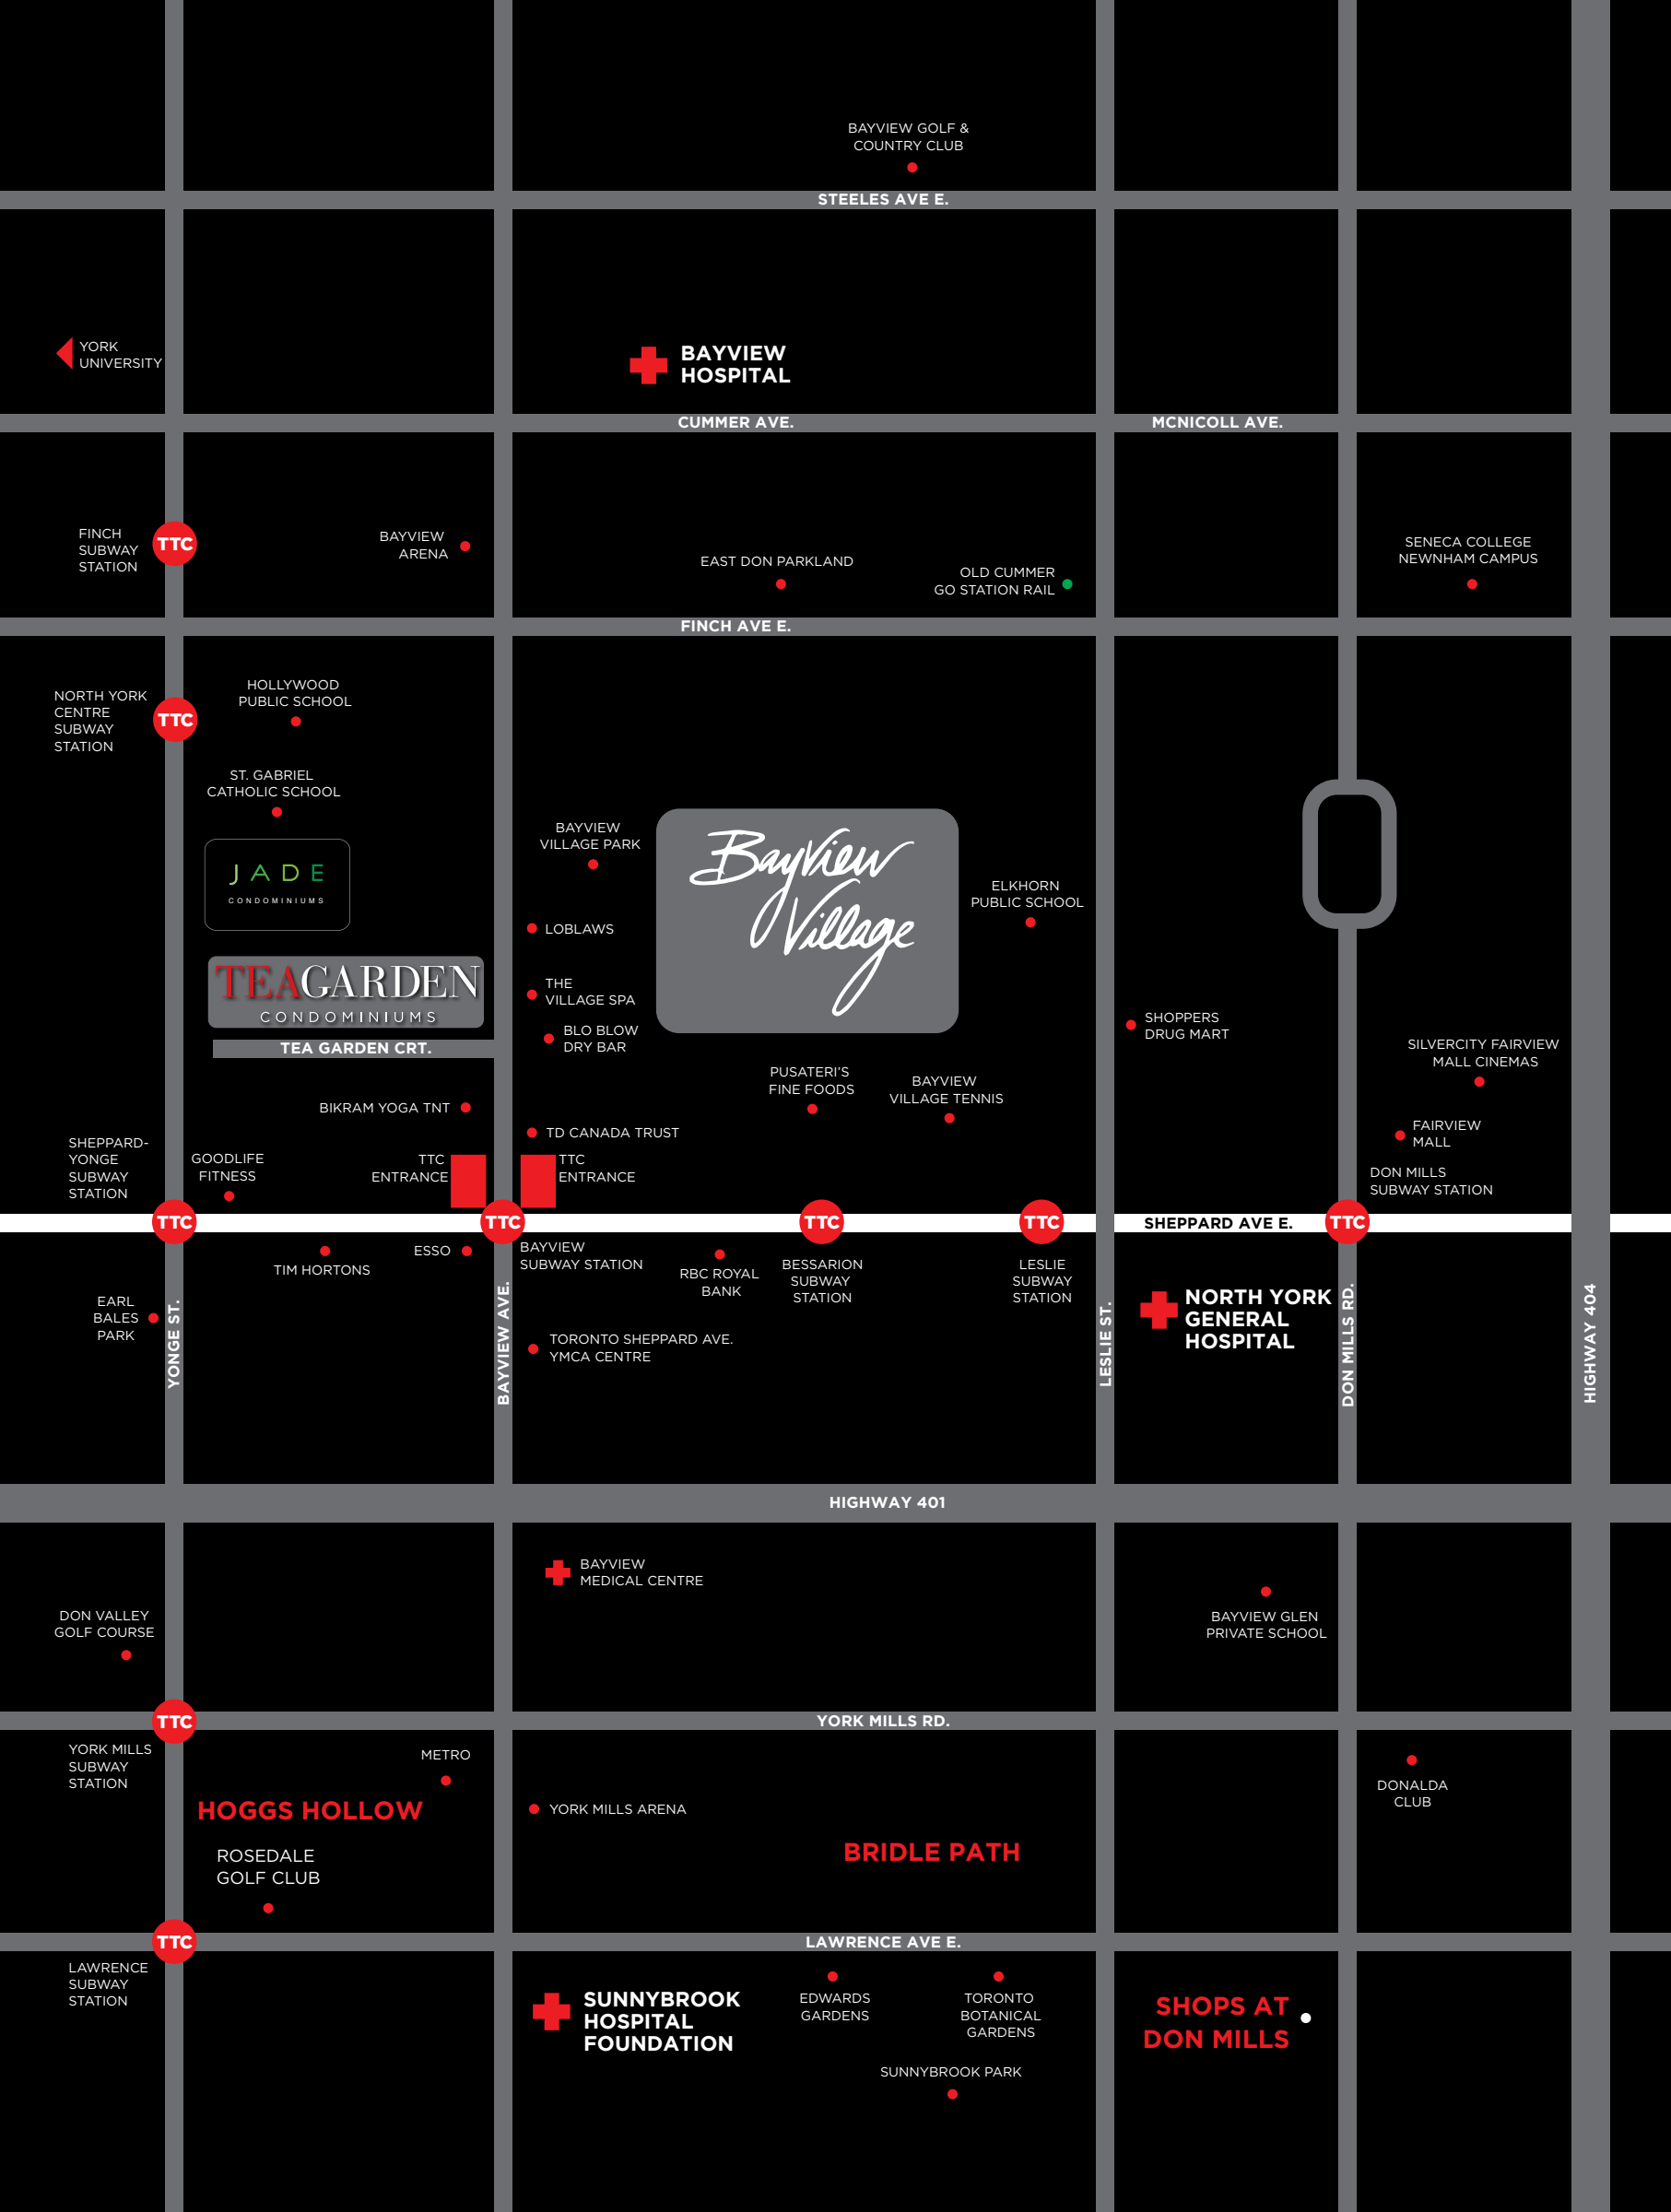 BAYVIEW GOLF &
COUNTRY CLUB
STEELES AVE E.
YORK
UNIVERSITY
BAYVIEW
HOSPITAL
CUMMER AVE.
MCNICOLL AVE.
FINCH
SUBWAY
STATION
TTC
BAYVIEW
ARENA
EAST DON PARKLAND
OLD CUMMER
GO STATION RAIL
SENECA COLLEGE
NEWNHAM CAMPUS
FINCH AVE E.
NORTH YORK
CENTRE
SUBWAY
STATION
TTC
HOLLYWOOD
PUBLIC SCHOOL
ST. GABRIEL
CATHOLIC SCHOOL
JADE
CONDOMINIUMS
TEAGARDEN
CONDOMINIUMS
TEA GARDEN CRT.
BAYVIEW
VILLAGE PARK
LOBLAWS
THE
VILLAGE SPA
BLO BLOW
DRY BAR
Bayview
Village
ELKHORN
PUBLIC SCHOOL
SHOPPERS
DRUG MART
SILVERCITY FAIRVIEW
MALL CINEMAS
PUSATERI'S
FINE FOODS
BAYVIEW
VILLAGE TENNIS
BIKRAM YOGA TNT
TD CANADA TRUST
FAIRVIEW
MALL
SHEPPARD-
YONGE
SUBWAY
STATION
GOODLIFE
FITNESS
TTC
ENTRANCE
TTC
ENTRANCE
DON MILLS
SUBWAY STATION
TTC
TTC
TTC
TTC
SHEPPARD AVE E.
TTC
TIM HORTONS
ESSO
BAYVIEW
SUBWAY STATION
RBC ROYAL
BANK
BESSARION
SUBWAY
STATION
LESLIE
SUBWAY
STATION
EARL
BALES
PARK
YONGE ST.
BAYVIEW AVE.
TORONTO SHEPPARD AVE.
YMCA CENTRE
LESLIE ST.
NORTH YORK
GENERAL
HOSPITAL
DON MILLS RD.
HIGHWAY 404
HIGHWAY 401
BAYVIEW
MEDICAL CENTRE
DON VALLEY
GOLF COURSE
BAYVIEW GLEN
PRIVATE SCHOOL
TTC
YORK MILLS RD.
YORK MILLS
SUBWAY
STATION
METRO
HOGGS HOLLOW
ROSEDALE
GOLF CLUB
YORK MILLS ARENA
BRIDLE PATH
DONALDA
CLUB
TTC
LAWRENCE AVE E.
LAWRENCE
SUBWAY
STATION
SUNNYBROOK
HOSPITAL
FOUNDATION
EDWARDS
GARDENS
TORONTO
BOTANICAL
GARDENS
SHOPS AT
DON MILLS
SUNNYBROOK PARK